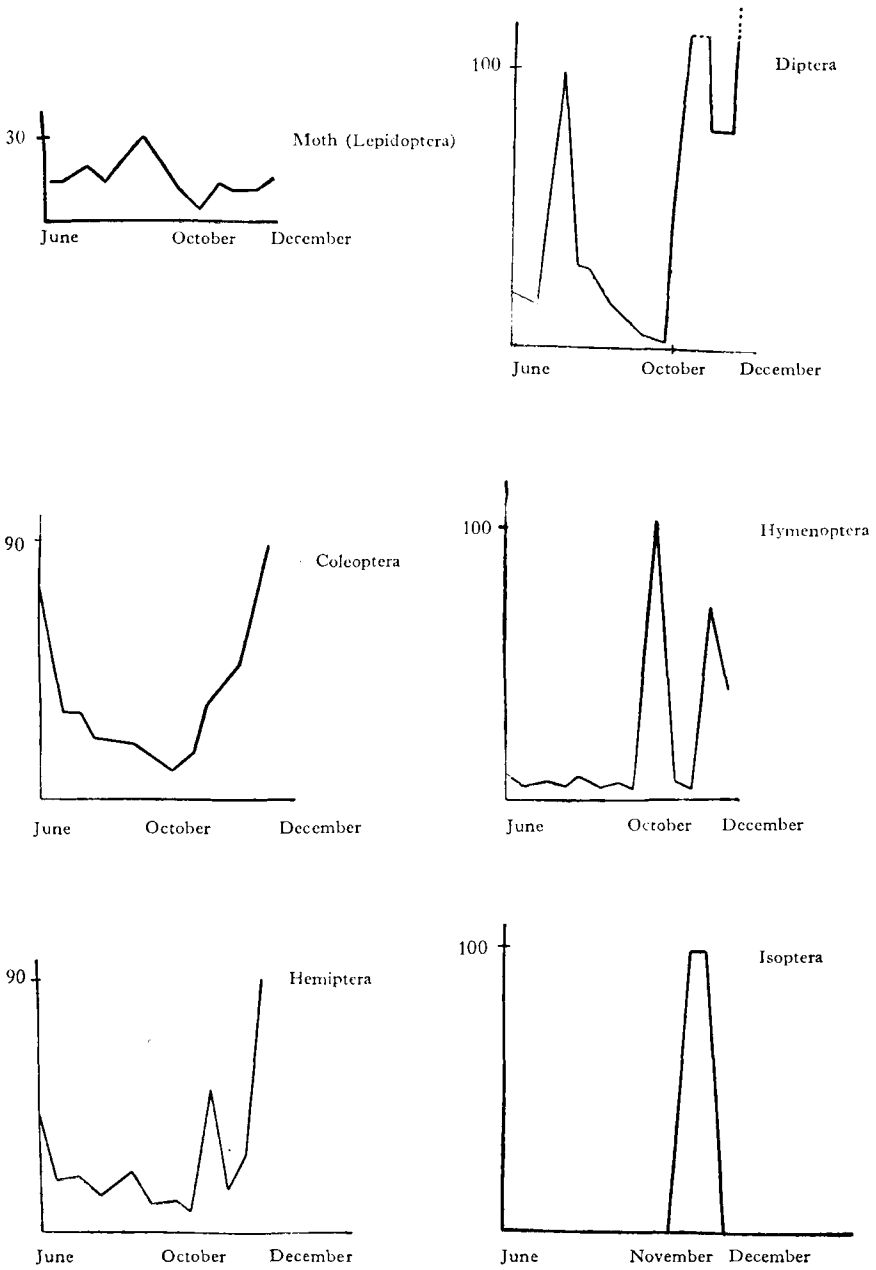 30
Moth (Lepidoptera)
June October December
100
Diptera
June October December
90
Coleoptera
June October December
100
Hymenoptera
June October December
90
Hemiptera
June October December
100
Isoptera
June November December